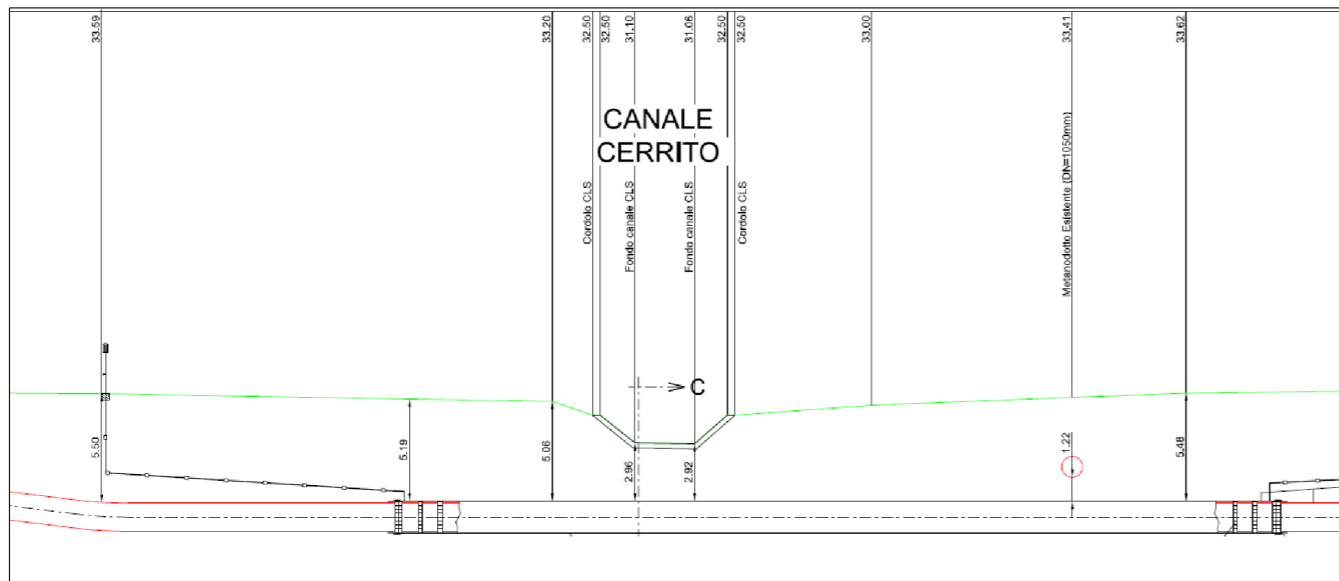 33.59
33.20
32.50
32.50
31.10
31.06
32.50
32.50
33.00
33.41
33.62
CANALE
CERRITO
Cordolo CLS
Fondo canale CLS
Fondo canale CLS
Cordolo CLS
Metanodotto Esistente (DN=1050mm)
C
5.50
5.19
5.06
2.96
2.92
1.22
5.48